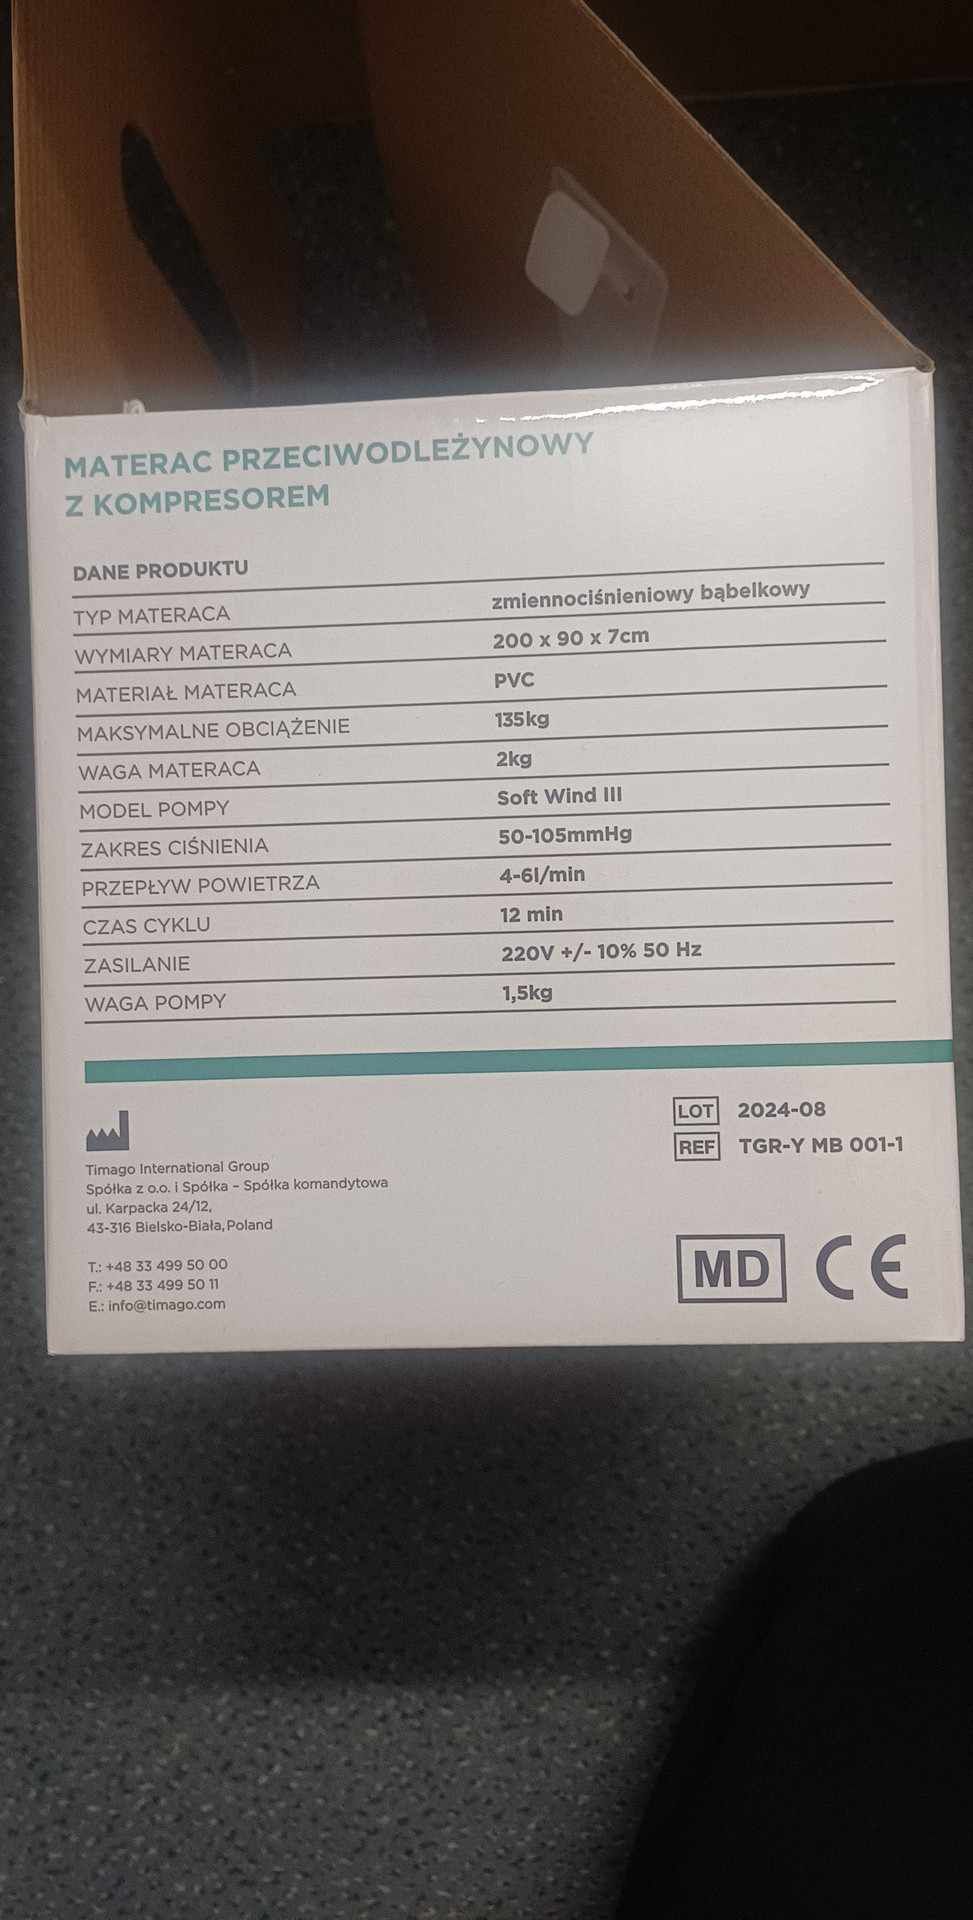 MATERAC PRZECIWODLEŻYNOWY
Z KOMPRESOREM
DANE PRODUKTU
TYP MATERACA zmiennociśnieniowy bąbelkowy
WYMIARY MATERACA 200 x 90 x 7cm
MATERIAŁ MATERACA PVC
MAKSYMALNE OBCIĄŻENIE 135kg
WAGA MATERACA 2kg
MODEL POMPY Soft Wind III
ZAKRES CIŚNIENIA 50-105mmHg
PRZEPŁYW POWIETRZA 4-6l/min
CZAS CYKLU 12 min
ZASILANIE 220V +/- 10% 50 Hz
WAGA POMPY 1,5kg
LOT 2024-08
REF TGR-Y MB 001-1
Timago International Group
Spółka z o.o. i Spółka – Spółka komandytowa
ul. Karpacka 24/12,
43-316 Bielsko-Biała, Poland
T.: +48 33 499 50 00
F.: +48 33 499 50 11
E.: info@timago.com
MD CE